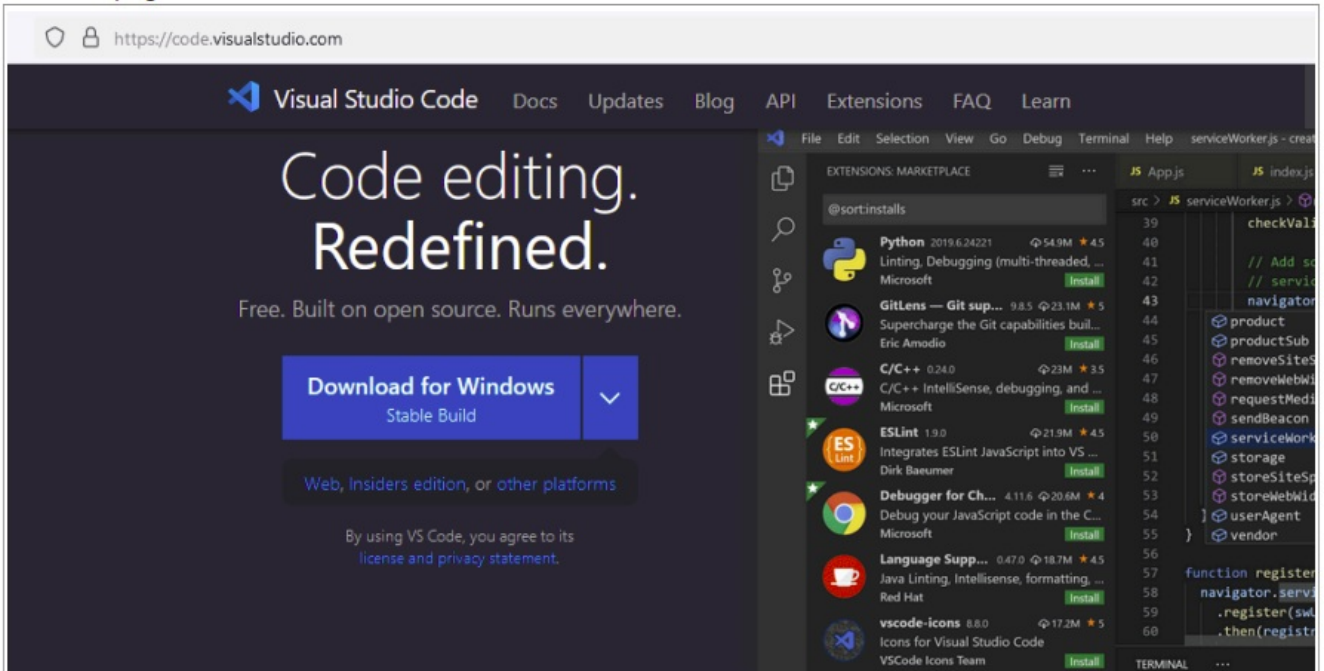 https://code.visualstudio.com
Visual Studio Code Docs Updates Blog API Extensions FAQ Learn
Code editing.
Redefined.
Free. Built on open source. Runs everywhere.
Download for Windows
Stable Build
Web, Insiders edition, or other platforms
By using VS Code, you agree to its
license and privacy statement.
File Edit Selection View Go Debug Terminal Help serviceWorker.js - creat
EXTENSIONS: MARKETPLACE
@sort:installs
Python 2019.6.24221 54.9M ★ 4.5
Linting, Debugging (multi-threaded, ...
Microsoft Install
GitLens — Git sup... 9.8.5 23.1M ★ 5
Supercharge the Git capabilities buil...
Eric Amodio Install
C/C++
C/C++ 0.24.0 23M ★ 3.5
C/C++ IntelliSense, debugging, and ...
Microsoft Install
ES
Lint
ESLint 1.9.0 21.9M ★ 4.5
Integrates ESLint JavaScript into VS ...
Dirk Baeumer Install
Debugger for Ch... 4.11.6 20.6M ★ 4
Debug your JavaScript code in the C...
Microsoft Install
Language Supp... 0.47.0 18.7M ★ 4.5
Java Linting, Intellisense, formatting, ...
Red Hat Install
vscode-icons 8.8.0 17.2M ★ 5
Icons for Visual Studio Code
VSCode Icons Team Install
JS App.js JS index.js
src > JS serviceWorker.js >
39 checkVali
40
41 // Add so
42 // servic
43 navigator
44 product
45 productSub
46 removeSiteS
47 removeWebWi
48 requestMedi
49 sendBeacon
50 serviceWork
51 storage
52 storeSiteSp
53 storeWebWid
54 ] userAgent
55 } vendor
56
57 function register
58 navigator.servi
59 .register(swU
60 .then(registr
TERMINAL ...